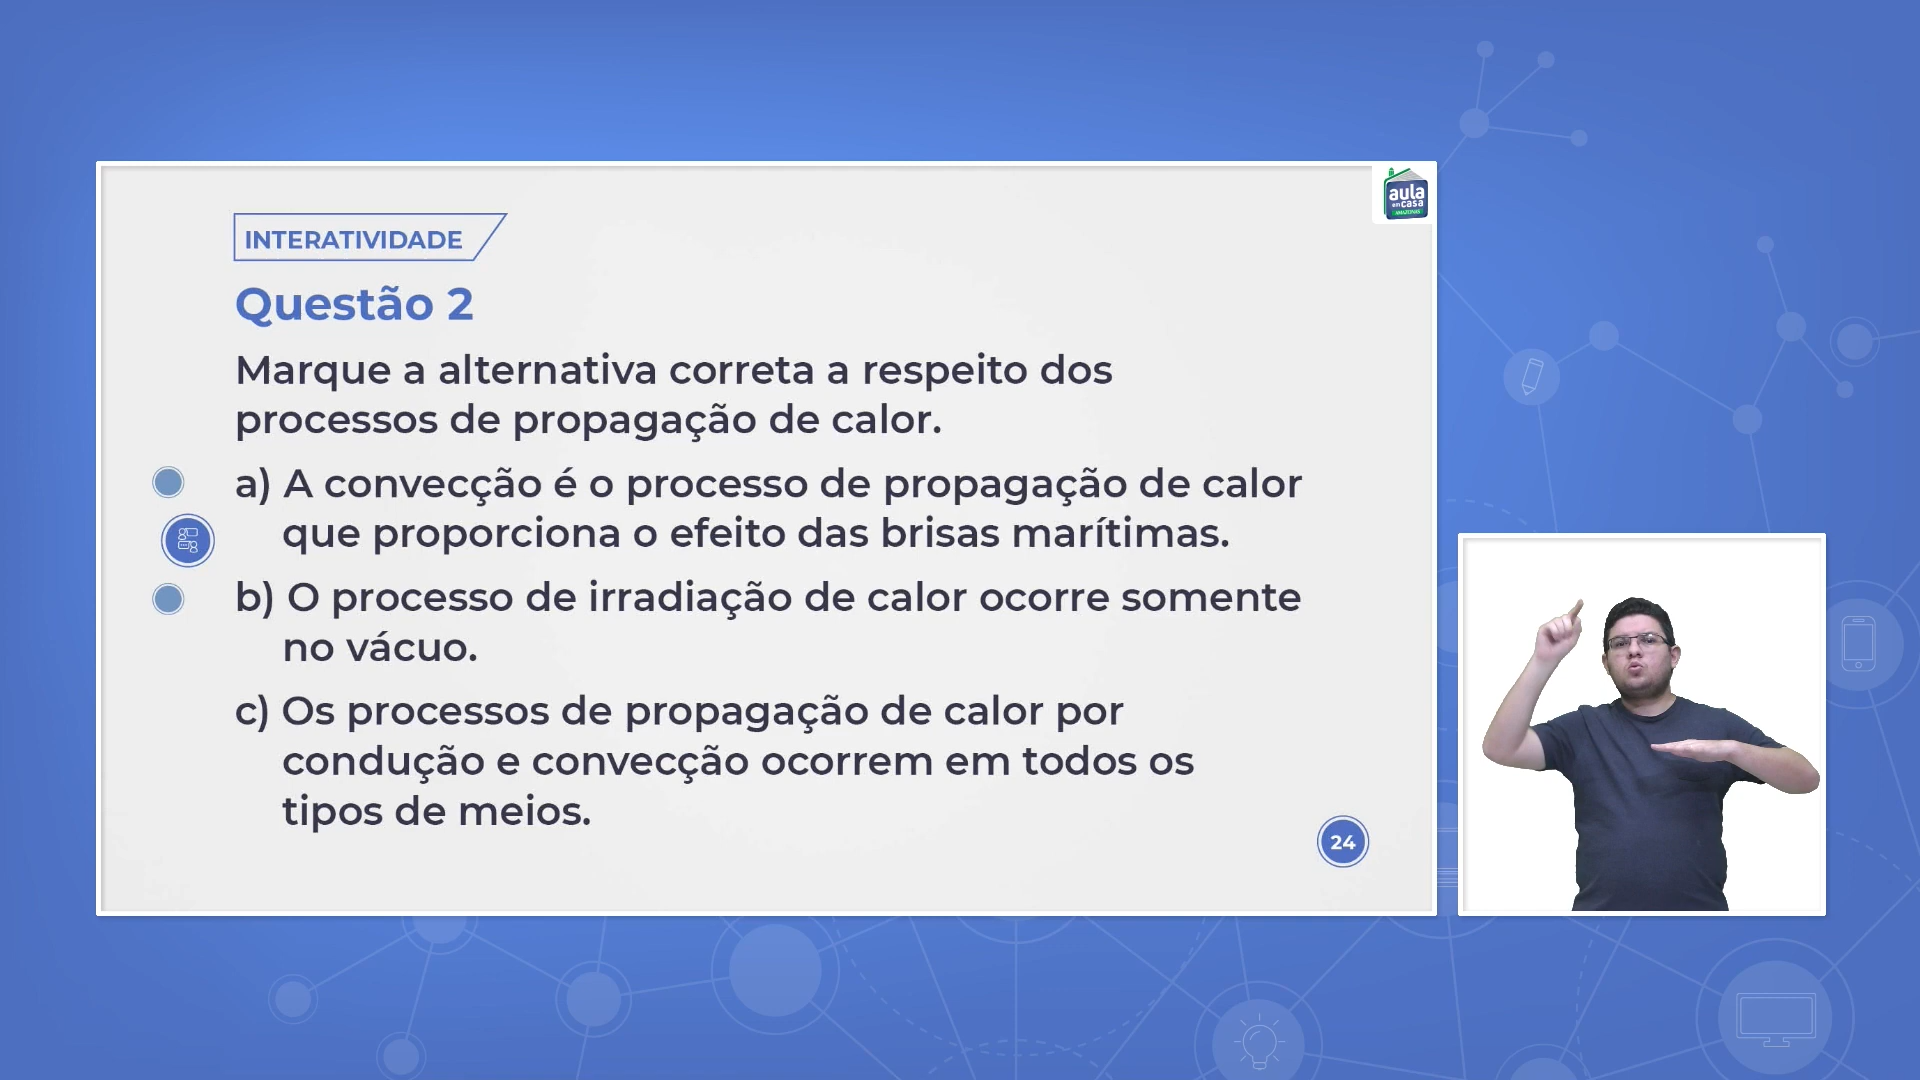 aula
em casa
AMAZONAS
INTERATIVIDADE
Questão 2
Marque a alternativa correta a respeito dos
processos de propagação de calor.
a) A convecção é o processo de propagação de calor
que proporciona o efeito das brisas marítimas.
b) O processo de irradiação de calor ocorre somente
no vácuo.
c) Os processos de propagação de calor por
condução e convecção ocorrem em todos os
tipos de meios.
24